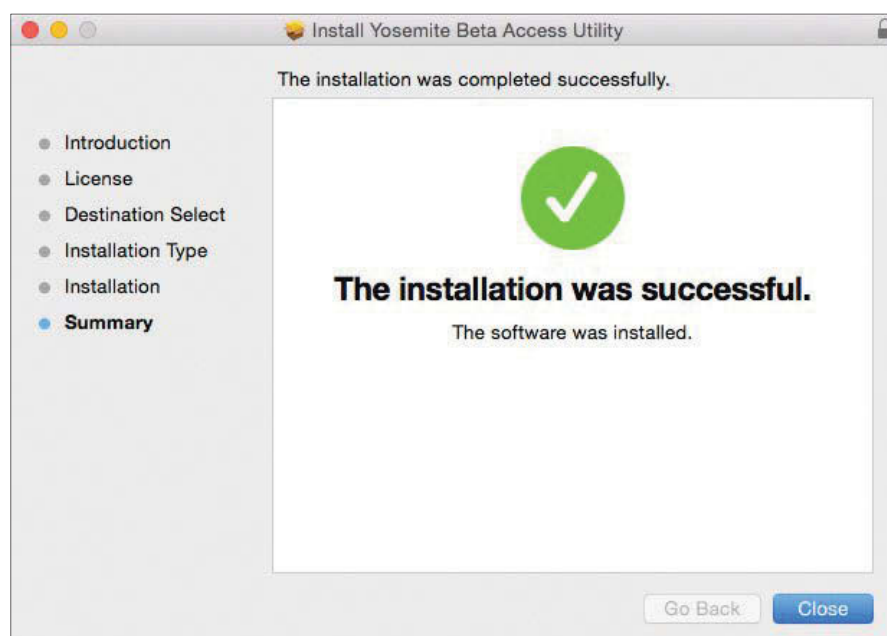 Install Yosemite Beta Access Utility
The installation was completed successfully.
Introduction
License
Destination Select
Installation Type
Installation
Summary
The installation was successful.
The software was installed.
Go Back
Close